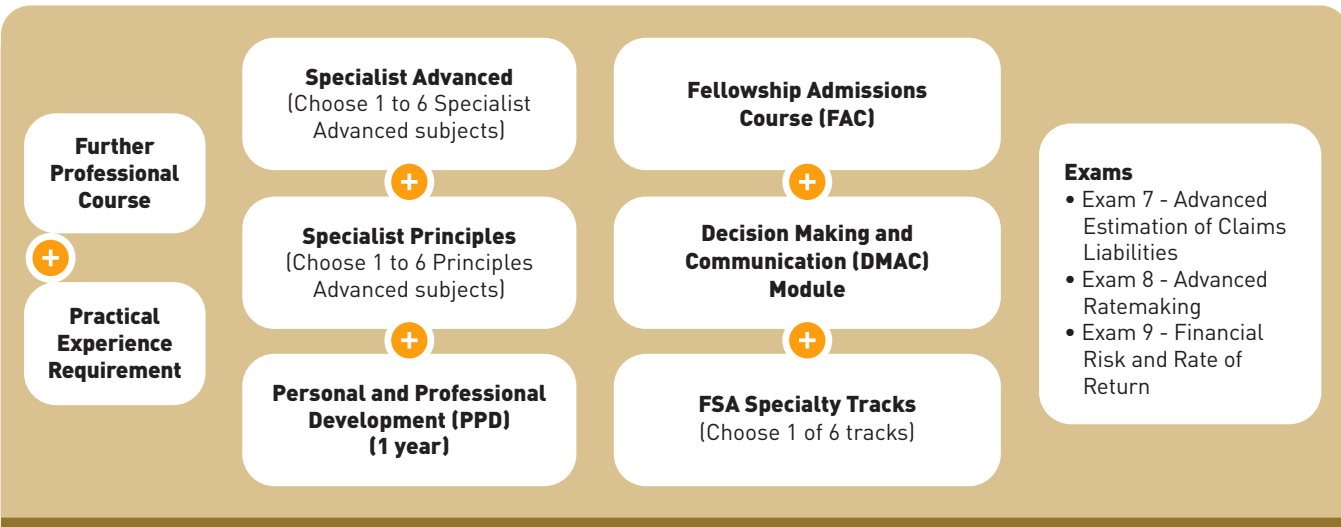 Further
Professional
Course
+
Practical
Experience
Requirement
Specialist Advanced
(Choose 1 to 6 Specialist
Advanced subjects)
+
Specialist Principles
(Choose 1 to 6 Principles
Advanced subjects)
+
Personal and Professional
Development (PPD)
(1 year)
Fellowship Admissions
Course (FAC)
+
Decision Making and
Communication (DMAC)
Module
+
FSA Specialty Tracks
(Choose 1 of 6 tracks)
Exams
• Exam 7 - Advanced
Estimation of Claims
Liabilities
• Exam 8 - Advanced
Ratemaking
• Exam 9 - Financial
Risk and Rate of
Return